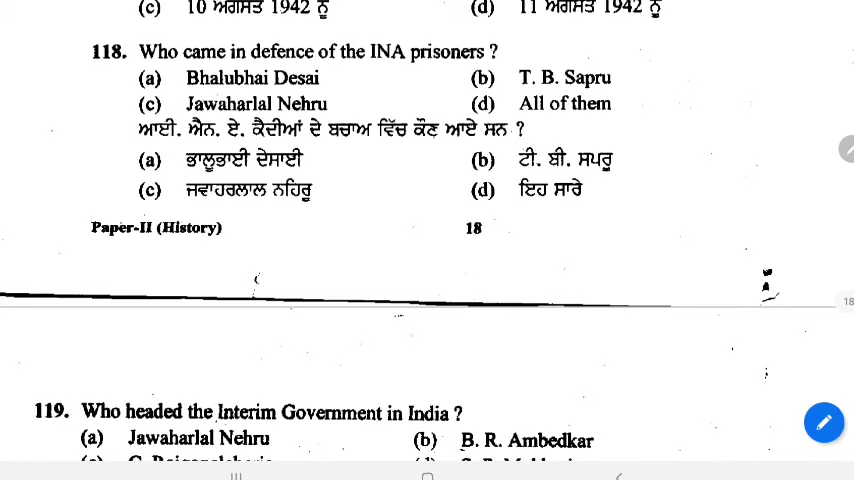 (c) 10 ਅਗਸਤ 1942 ਨੂੰ (d) 11 ਅਗਸਤ 1942 ਨੂੰ
118. Who came in defence of the INA prisoners ?
(a) Bhalubhai Desai (b) T. B. Sapru
(c) Jawaharlal Nehru (d) All of them
ਆਈ. ਐਨ. ਏ. ਕੈਦੀਆਂ ਦੇ ਬਚਾਅ ਵਿੱਚ ਕੌਣ ਆਏ ਸਨ ?
(a) ਭਾਲੂਭਾਈ ਦੇਸਾਈ (b) ਟੀ. ਬੀ. ਸਪਰੂ
(c) ਜਵਾਹਰਲਾਲ ਨਹਿਰੂ (d) ਇਹ ਸਾਰੇ
Paper-II (History) 18
18
119. Who headed the Interim Government in India ?
(a) Jawaharlal Nehru (b) B. R. Ambedkar